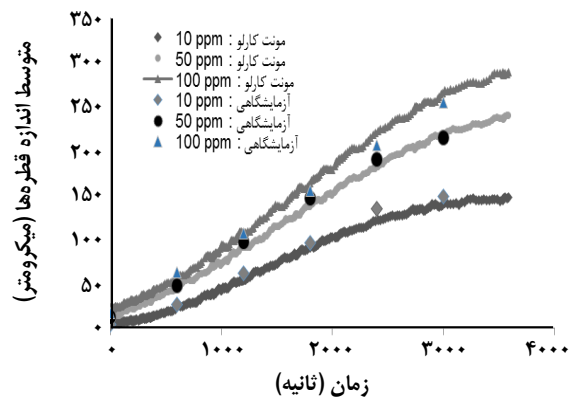 ۳۵۰
۳۰۰
۲۵۰
۲۰۰
۱۵۰
۱۰۰
۵۰
۰
متوسط اندازه قطره‌ها (میکرومتر)
مونت کارلو : 10 ppm
مونت کارلو : 50 ppm
مونت کارلو : 100 ppm
آزمایشگاهی : 10 ppm
آزمایشگاهی : 50 ppm
آزمایشگاهی : 100 ppm
۰ ۱۰۰۰ ۲۰۰۰ ۳۰۰۰ ۴۰۰۰
زمان (ثانیه)